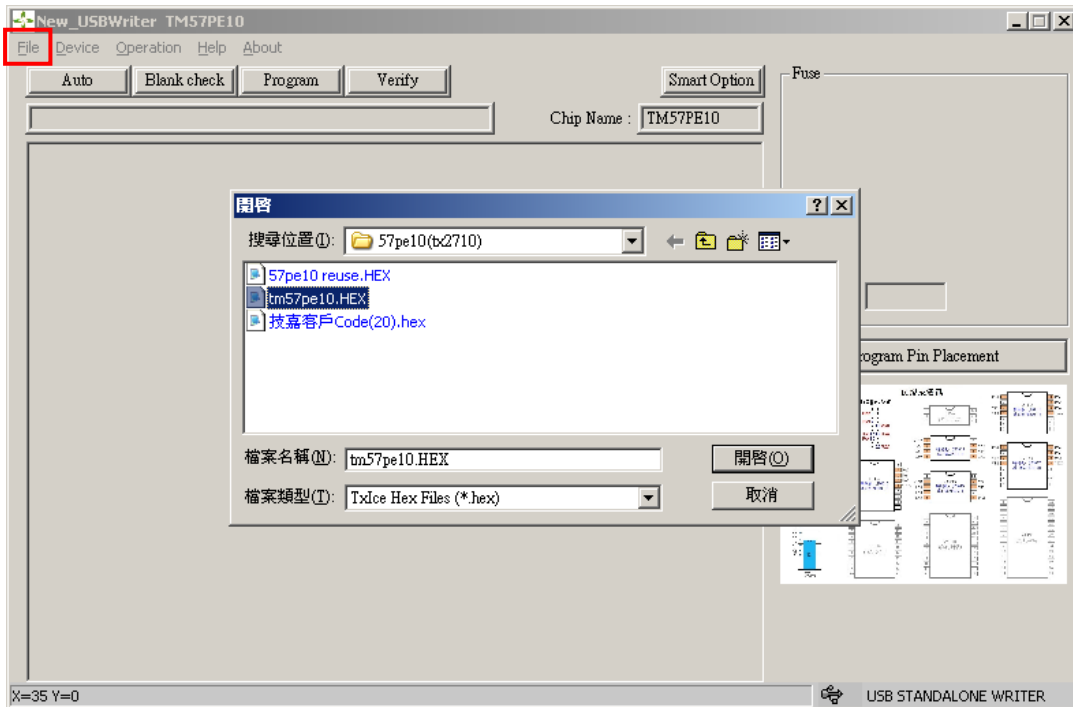 New_USBWriter TM57PE10
File Device Operation Help About
Auto Blank check Program Verify Smart Option
Fuse
Chip Name : TM57PE10
開啓
搜尋位置(I): 57pe10(tx2710)
57pe10 reuse.HEX
tm57pe10.HEX
技嘉客戶Code(20).hex
rogram Pin Placement
檔案名稱(N): tm57pe10.HEX 開啓(O)
檔案類型(T): TxIce Hex Files (*.hex) 取消
X=35 Y=0 USB STANDALONE WRITER